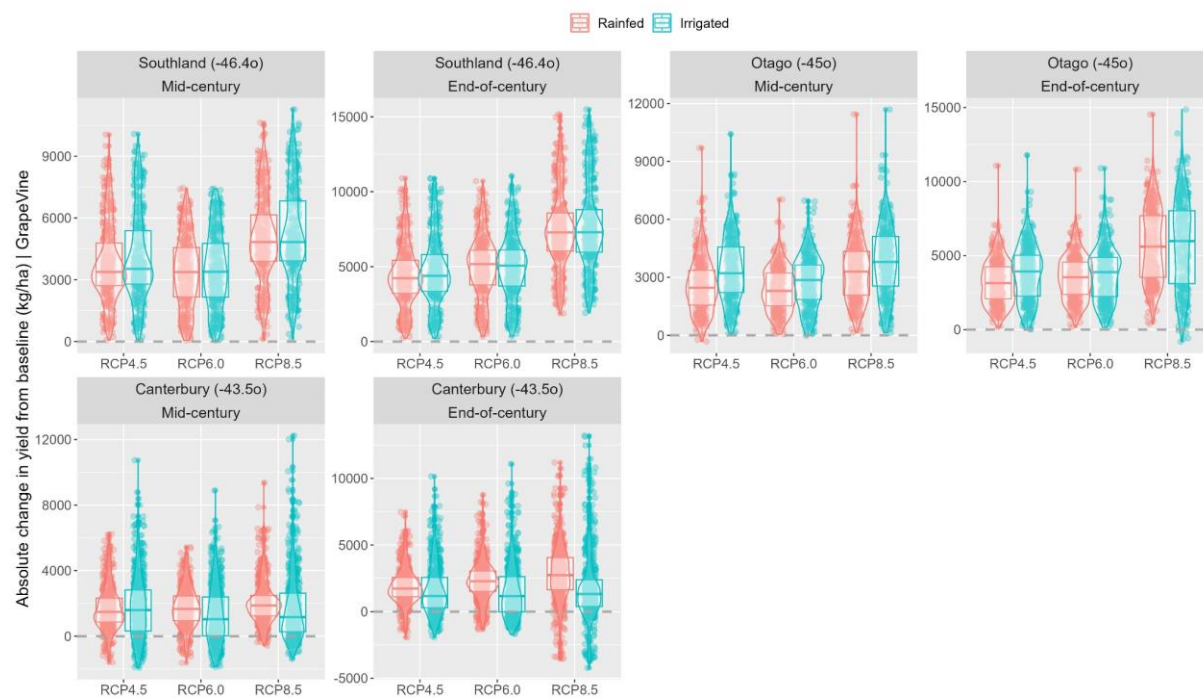 Rainfed Irrigated
Absolute change in yield from baseline (kg/ha) | GrapeVine
Southland (-46.4o)
Mid-century
9000
6000
3000
0
RCP4.5 RCP6.0 RCP8.5
Southland (-46.4o)
End-of-century
15000
10000
5000
0
RCP4.5 RCP6.0 RCP8.5
Otago (-45o)
Mid-century
12000
9000
6000
3000
0
RCP4.5 RCP6.0 RCP8.5
Otago (-45o)
End-of-century
15000
10000
5000
0
RCP4.5 RCP6.0 RCP8.5
Canterbury (-43.5o)
Mid-century
12000
8000
4000
0
RCP4.5 RCP6.0 RCP8.5
Canterbury (-43.5o)
End-of-century
10000
5000
0
-5000
RCP4.5 RCP6.0 RCP8.5